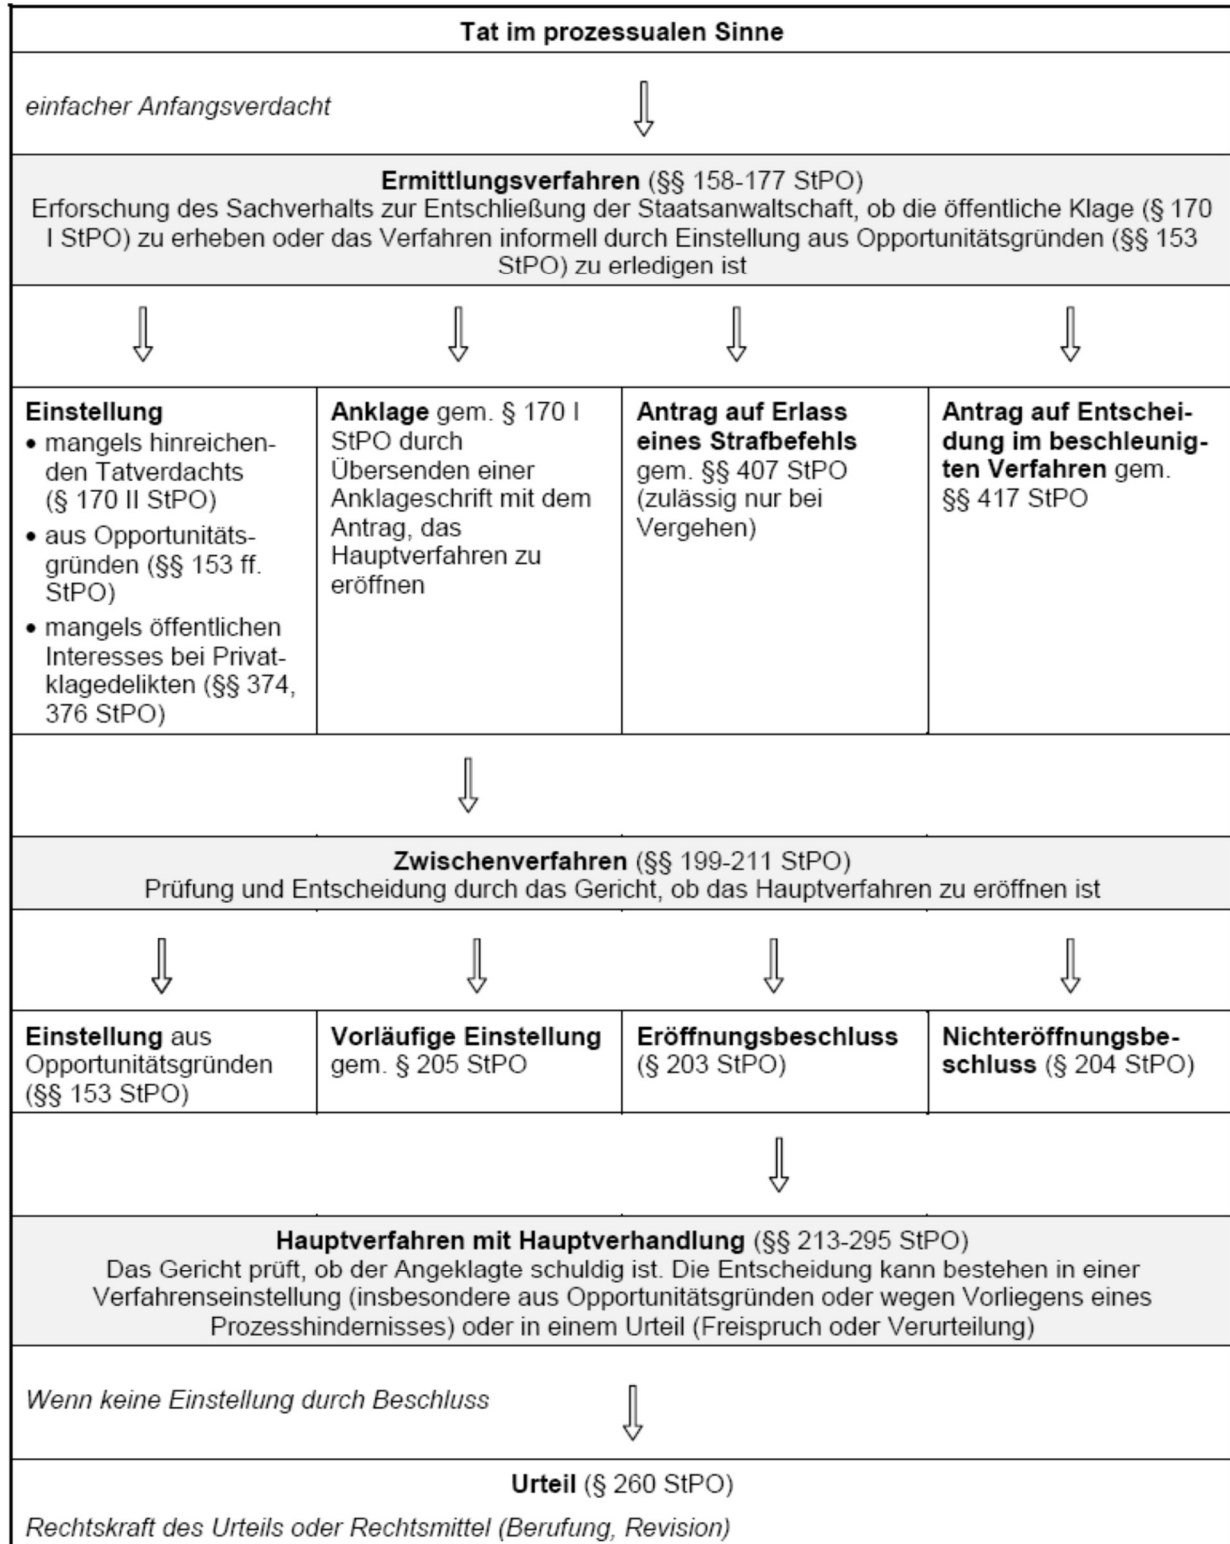 Tat im prozessualen Sinne
einfacher Anfangsverdacht
Ermittlungsverfahren (§§ 158-177 StPO)
Erforschung des Sachverhalts zur Entschließung der Staatsanwaltschaft, ob die öffentliche Klage (§ 170
I StPO) zu erheben oder das Verfahren informell durch Einstellung aus Opportunitätsgründen (§§ 153
StPO) zu erledigen ist
Einstellung
• mangels hinreichen-
den Tatverdachts
(§ 170 II StPO)
• aus Opportunitäts-
gründen (§§ 153 ff.
StPO)
• mangels öffentlichen
Interesses bei Privat-
klagedelikten (§§ 374,
376 StPO)
Anklage gem. § 170 I
StPO durch
Übersenden einer
Anklageschrift mit dem
Antrag, das
Hauptverfahren zu
eröffnen
Antrag auf Erlass
eines Strafbefehls
gem. §§ 407 StPO
(zulässig nur bei
Vergehen)
Antrag auf Entschei-
dung im beschleunig-
ten Verfahren gem.
§§ 417 StPO
Zwischenverfahren (§§ 199-211 StPO)
Prüfung und Entscheidung durch das Gericht, ob das Hauptverfahren zu eröffnen ist
Einstellung aus
Opportunitätsgründen
(§§ 153 StPO)
Vorläufige Einstellung
gem. § 205 StPO
Eröffnungsbeschluss
(§ 203 StPO)
Nichteröffnungsbe-
schluss (§ 204 StPO)
Hauptverfahren mit Hauptverhandlung (§§ 213-295 StPO)
Das Gericht prüft, ob der Angeklagte schuldig ist. Die Entscheidung kann bestehen in einer
Verfahrenseinstellung (insbesondere aus Opportunitätsgründen oder wegen Vorliegens eines
Prozesshindernisses) oder in einem Urteil (Freispruch oder Verurteilung)
Wenn keine Einstellung durch Beschluss
Urteil (§ 260 StPO)
Rechtskraft des Urteils oder Rechtsmittel (Berufung, Revision)